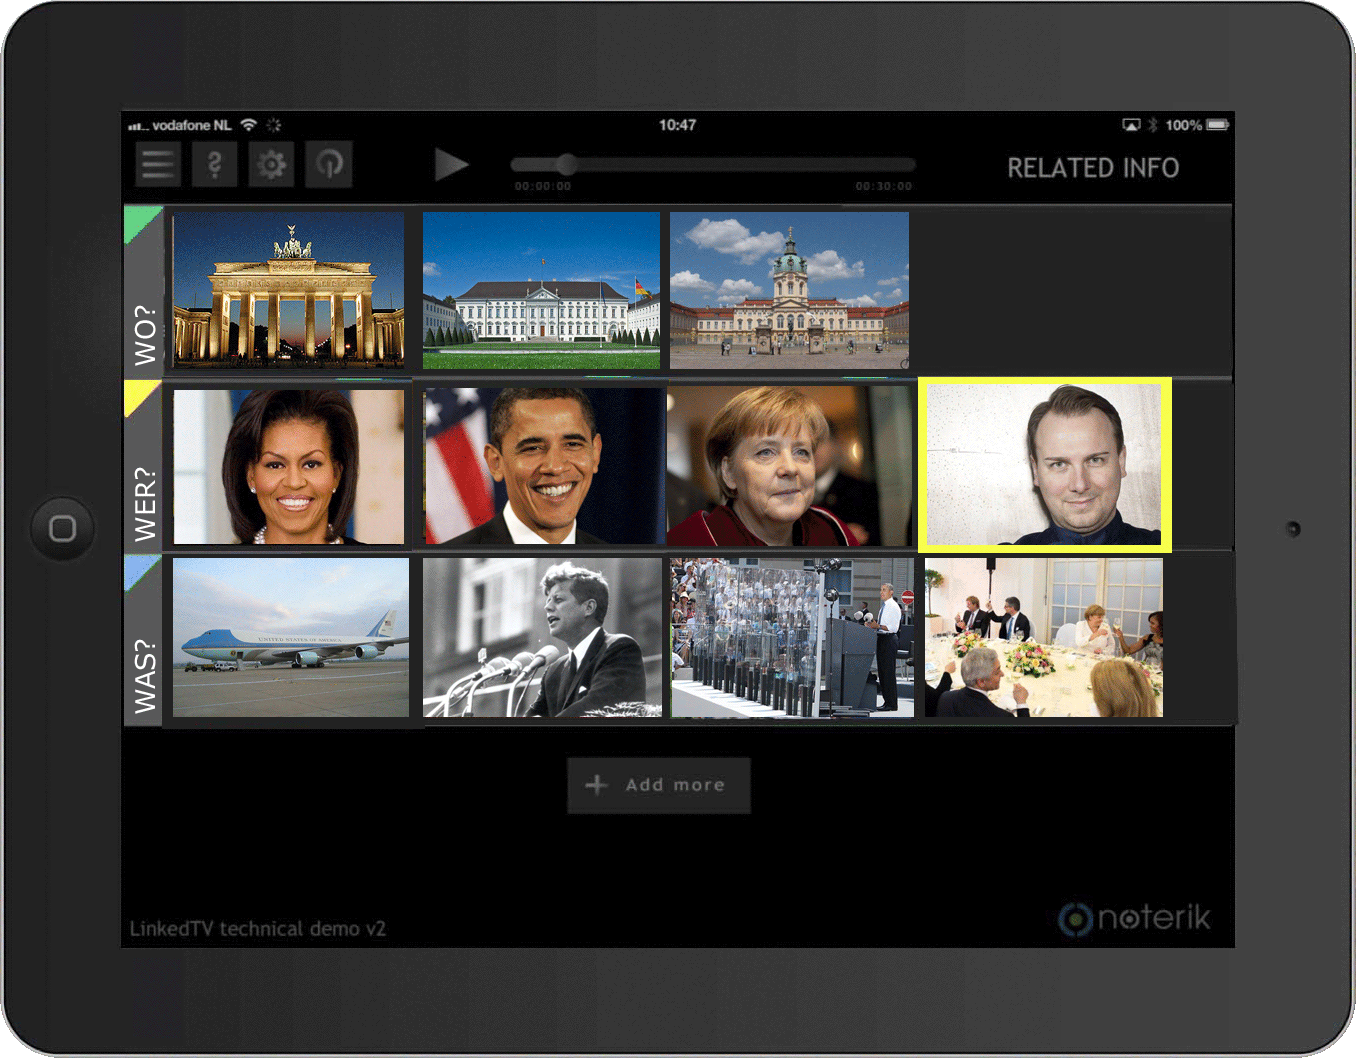 vodafone NL
10:47
100%
?
00:00:00
00:30:00
RELATED INFO
WO?
WER?
WAS?
UNITED STATES OF AMERICA
+ Add more
LinkedTV technical demo v2
noterik